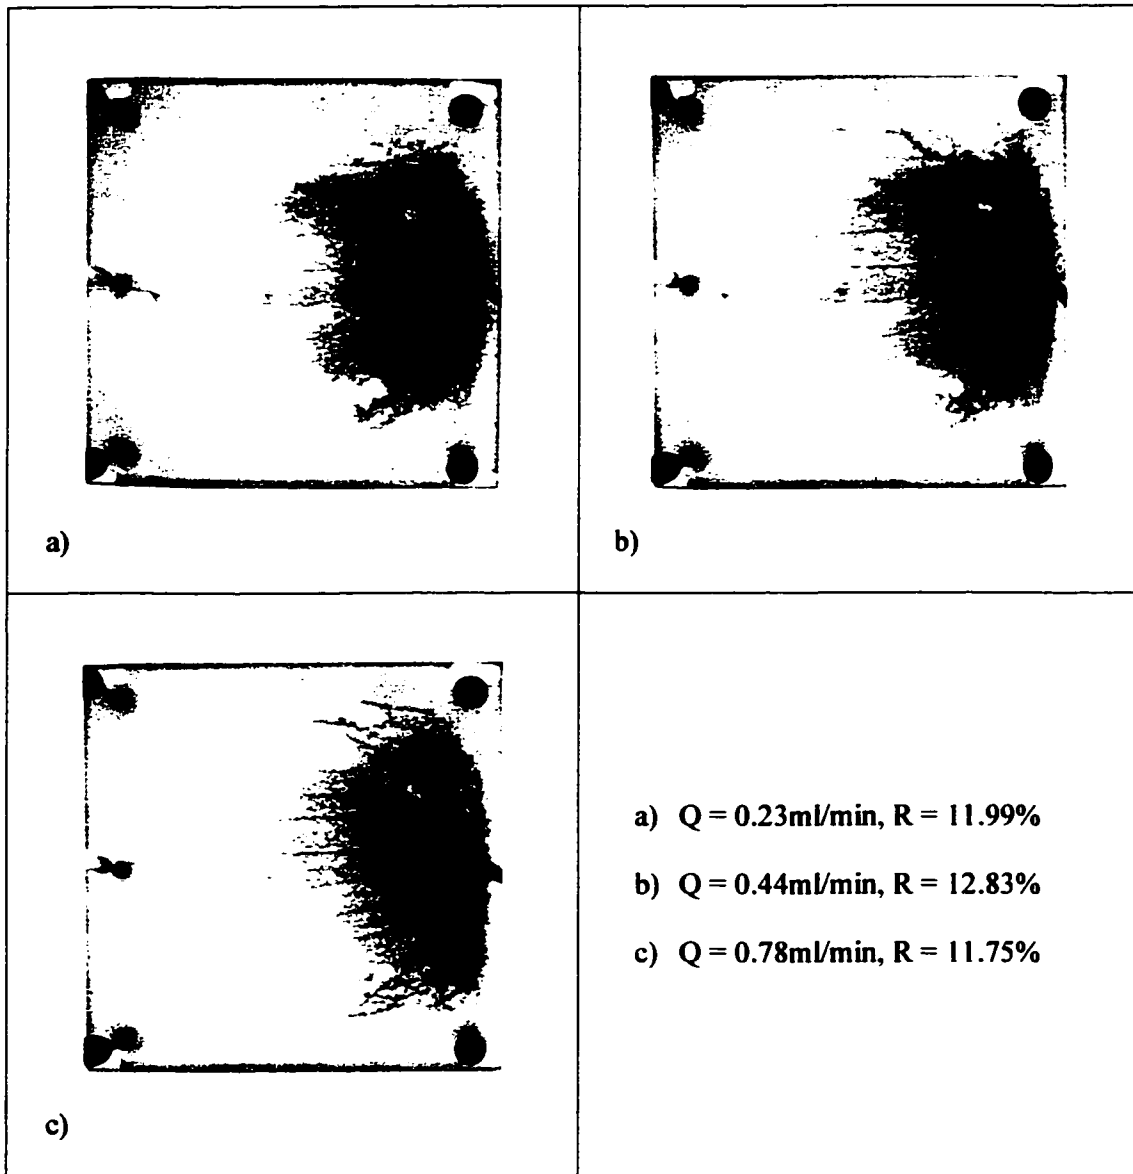 a)
b)
c)
a) Q = 0.23ml/min, R = 11.99%
b) Q = 0.44ml/min, R = 12.83%
c) Q = 0.78ml/min, R = 11.75%